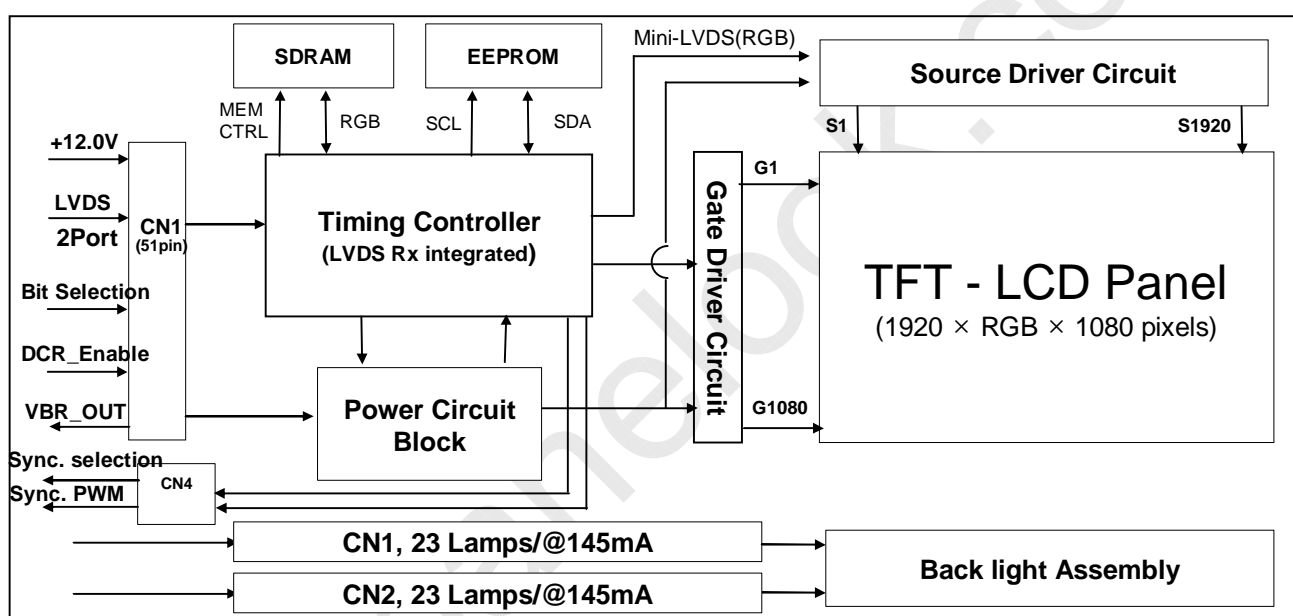 Mini-LVDS(RGB)
SDRAM
EEPROM
Source Driver Circuit
MEM
CTRL
RGB
SCL
SDA
S1
S1920
+12.0V
LVDS
2Port
CN1
(51pin)
Bit Selection
DCR_Enable
VBR_OUT
Timing Controller
(LVDS Rx integrated)
Gate Driver Circuit
G1
G1080
TFT - LCD Panel
(1920 × RGB × 1080 pixels)
Power Circuit
Block
Sync. selection
Sync. PWM
CN4
CN1, 23 Lamps/@145mA
CN2, 23 Lamps/@145mA
Back light Assembly